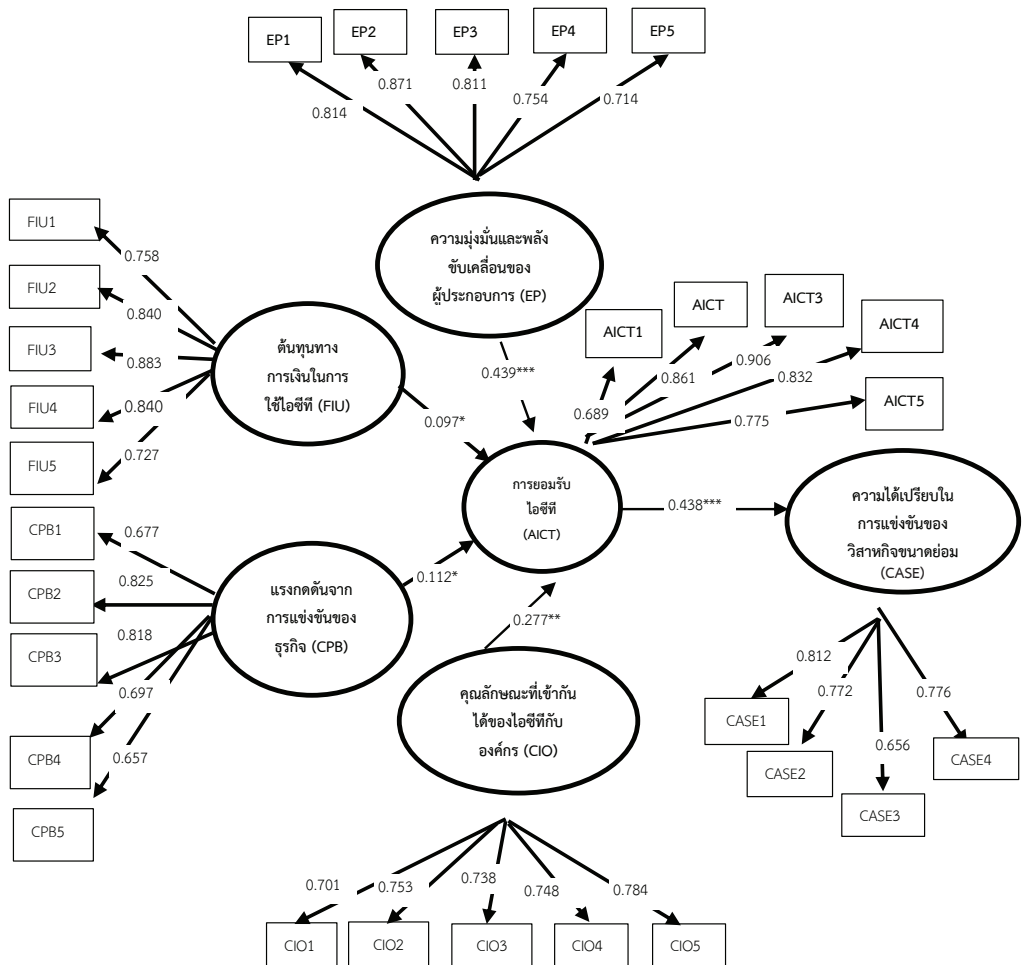 EP1
EP2
EP3
EP4
EP5
0.814
0.871
0.811
0.754
0.714
ความมุ่งมั่นและพลัง
ขับเคลื่อนของ
ผู้ประกอบการ (EP)
FIU1
FIU2
FIU3
FIU4
FIU5
0.758
0.840
0.883
0.840
0.727
ต้นทุนทาง
การเงินในการ
ใช้ไอซีที (FIU)
0.439***
0.097*
AICT1
AICT
AICT3
AICT4
AICT5
0.689
0.861
0.906
0.832
0.775
การยอมรับ
ไอซีที
(AICT)
0.438***
ความได้เปรียบใน
การแข่งขันของ
วิสาหกิจขนาดย่อม
(CASE)
CPB1
CPB2
CPB3
CPB4
CPB5
0.677
0.825
0.818
0.697
0.657
แรงกดดันจาก
การแข่งขันของ
ธุรกิจ (CPB)
0.112*
0.277**
คุณลักษณะที่เข้ากัน
ได้ของไอซีทีกับ
องค์กร (CIO)
0.812
0.772
0.656
0.776
CASE1
CASE2
CASE3
CASE4
0.701
0.753
0.738
0.748
0.784
CIO1
CIO2
CIO3
CIO4
CIO5